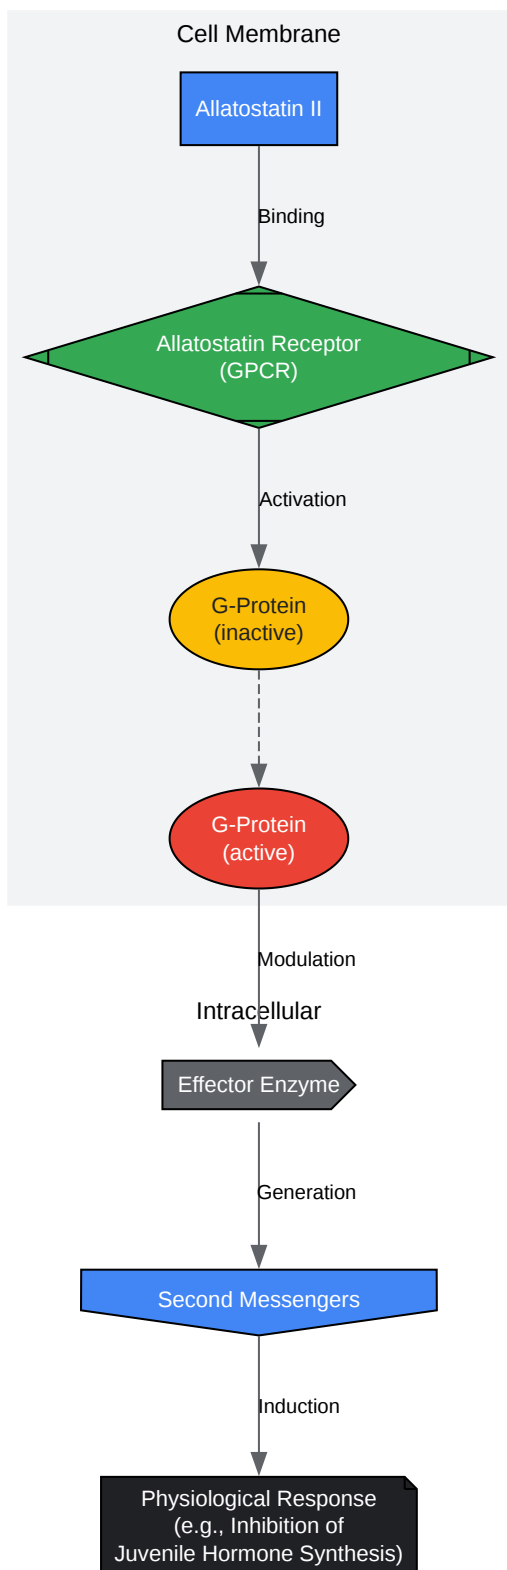 Cell Membrane
Allatostatin II
Binding
Allatostatin Receptor
(GPCR)
Activation
G-Protein
(inactive)
G-Protein
(active)
Modulation
Intracellular
Effector Enzyme
Generation
Second Messengers
Induction
Physiological Response
(e.g., Inhibition of
Juvenile Hormone Synthesis)